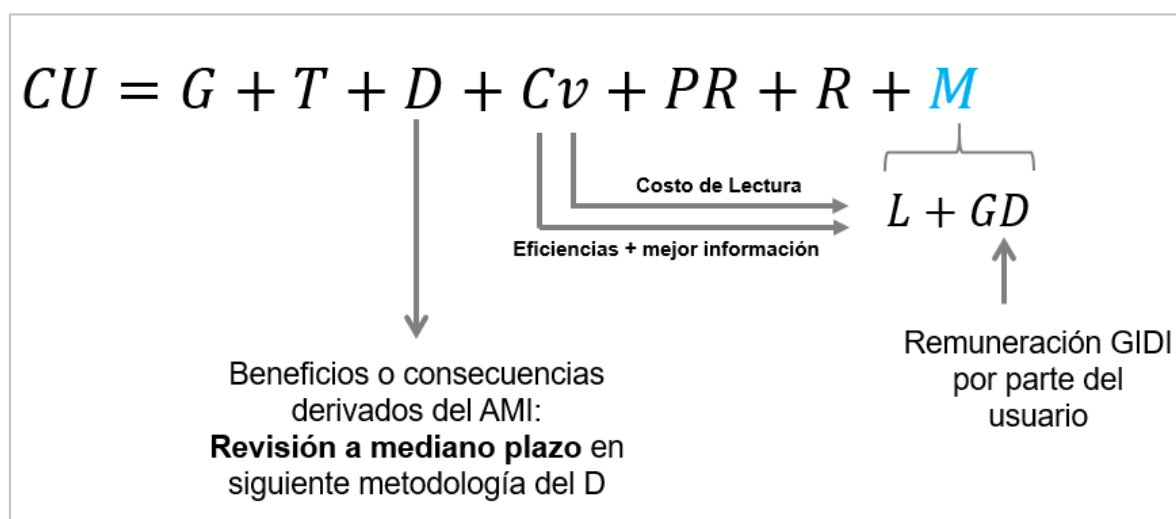 CU = G + T + D + Cv + PR + R + M
Costo de Lectura
L + GD
Eficiencias + mejor información
Remuneración GIDI
por parte del
usuario
Beneficios o consecuencias
derivados del AMI:
Revisión a mediano plazo en
siguiente metodología del D